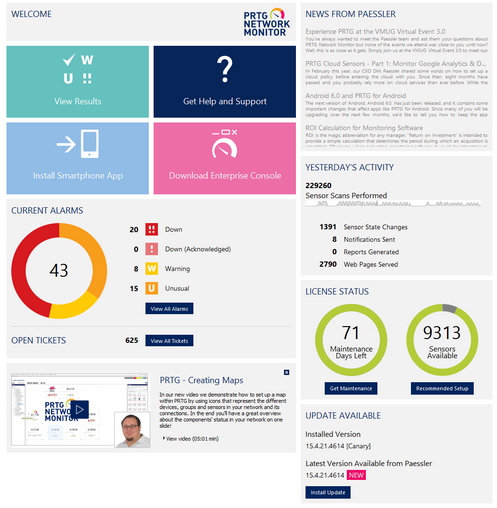 WELCOME
PRTG
NETWORK
MONITOR
W
U
View Results
?
Get Help and Support
Install Smartphone App
Download Enterprise Console
CURRENT ALARMS
43
20 !! Down
0 ! Down (Acknowledged)
8 W Warning
15 U Unusual
View All Alarms
OPEN TICKETS 625 View All Tickets
PRTG
NETWORK
MONITOR
PRTG - Creating Maps
In our new video we demonstrate how to set up a map
within PRTG by using icons that represent the different
devices, groups and sensors in your network and its
connections. In the end you'll have a great overview
about the components' status in your network on one
slide!
View video (05:01 min)
NEWS FROM PAESSLER
Experience PRTG at the VMUG Virtual Event 3.0
You've always wanted to meet the Paessler team and ask them your questions about
PRTG Network Monitor but none of the events we attend was close to you until now?
Well this is as close as it gets. Simply join us at the VMUG Virtual Event 3.0 to meet our
PRTG Cloud Sensors - Part 1: Monitor Google Analytics & D...
In february this year, our CEO Dirk Paessler shared some words on how to set up a
cloud policy before entering the cloud with you. Since then, eight months have
passed and you probably rely more on cloud services than ever before. While the
Android 6.0 and PRTG for Android
The next version of Android, Android 6.0, has just been released, and it contains some
important changes that affect apps like PRTG for Android. Since many of you will be
upgrading over the next few months we'd like to tell you how to keep the app
ROI Calculation for Monitoring Software
ROI is the magic abbreviation for any manager. "Return on Investment" is intended to
provide a simple calculation that determines the period during which an acquisition is
YESTERDAY'S ACTIVITY
229260
Sensor Scans Performed
1391 Sensor State Changes
8 Notifications Sent
0 Reports Generated
2790 Web Pages Served
LICENSE STATUS
71
Maintenance
Days Left
9313
Sensors
Available
Get Maintenance
Recommended Setup
UPDATE AVAILABLE
Installed Version
15.4.21.4614 [Canary]
Latest Version Available from Paessler
15.4.21.4614 NEW
Install Update